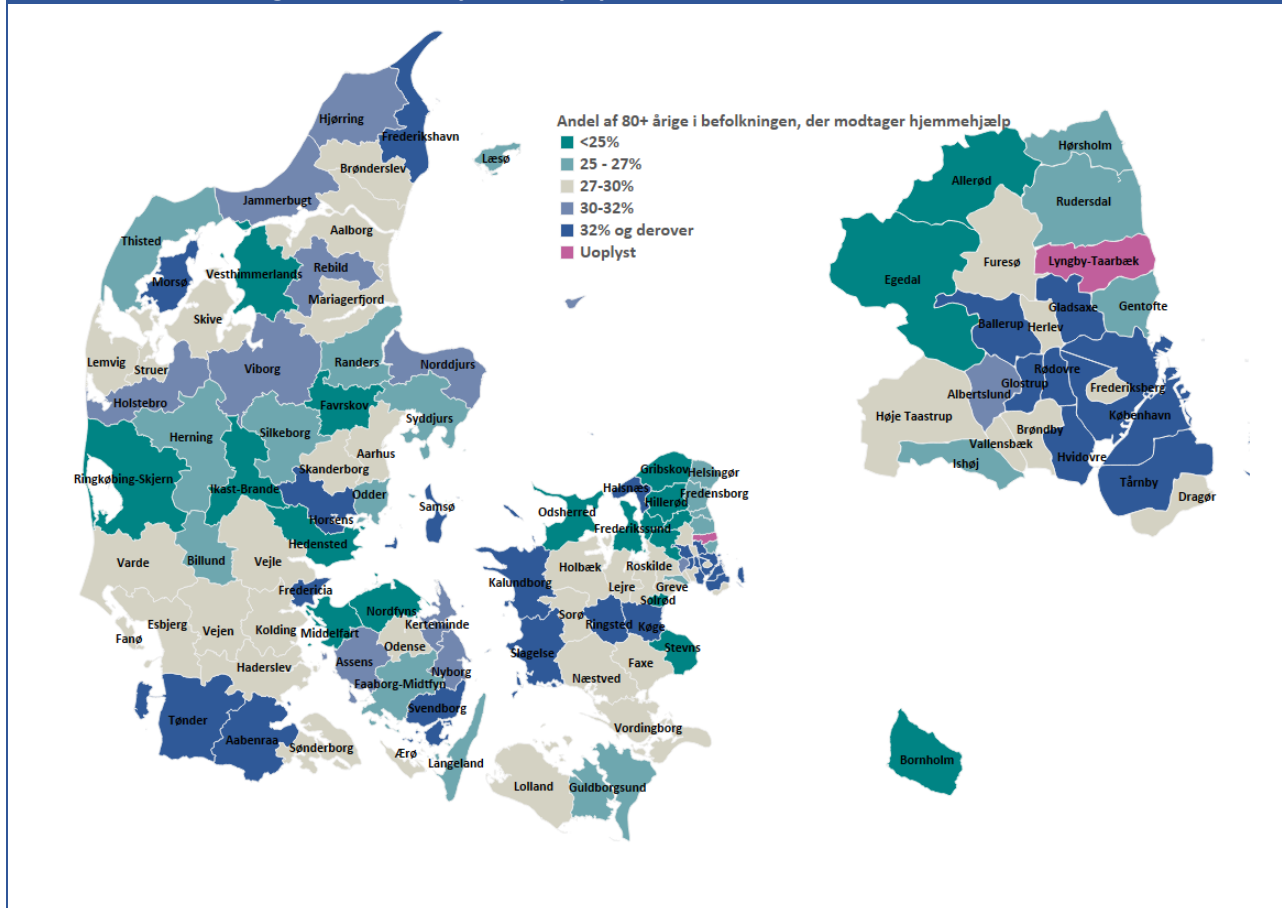 Hjørring
Frederikshavn
Andel af 80+ årige i befolkningen, der modtager hjemmehjælp
<25%
25 - 27%
27-30%
30-32%
32% og derover
Uoplyst
Læsø
Brønderslev
Jammerbugt
Aalborg
Thisted
Vesthimmerlands
Rebild
Morsø
Mariagerfjord
Skive
Lemvig
Struer
Viborg
Randers
Norddjurs
Holstebro
Favrskov
Syddjurs
Herning
Silkeborg
Aarhus
Skanderborg
Ringkøbing-Skjern
Ikast-Brande
Odder
Samsø
Horsens
Hedensted
Varde
Billund
Vejle
Fredericia
Esbjerg
Vejen
Kolding
Middelfart
Nordfyns
Kerteminde
Fanø
Odense
Haderslev
Assens
Nyborg
Faaborg-Midtfyn
Svendborg
Tønder
Aabenraa
Sønderborg
Ærø
Langeland
Gribskov
Helsingør
Halsnæs
Hillerød
Fredensborg
Odsherred
Frederikssund
Holbæk
Roskilde
Kalundborg
Lejre
Greve
Solrød
Sorø
Ringsted
Køge
Slagelse
Stevns
Faxe
Næstved
Vordingborg
Lolland
Guldborgsund
Hørsholm
Allerød
Rudersdal
Furesø
Lyngby-Taarbæk
Egedal
Gladsaxe
Gentofte
Ballerup
Herlev
Rødovre
Glostrup
Albertslund
Frederiksberg
Høje Taastrup
København
Brøndby
Vallensbæk
Ishøj
Hvidovre
Tårnby
Dragør
Bornholm